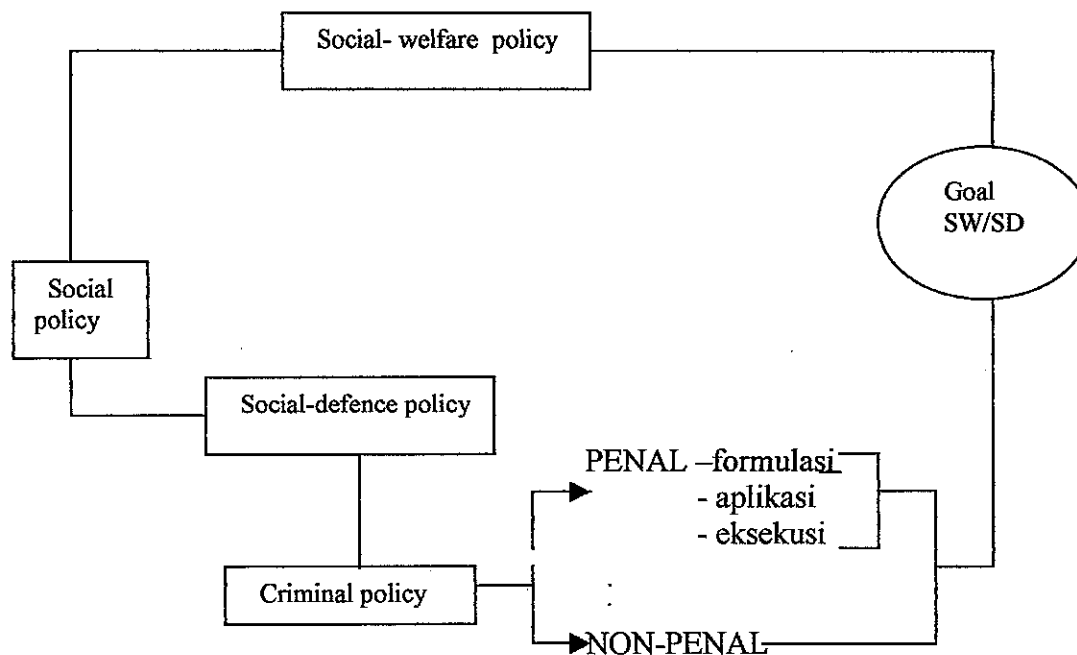 Social- welfare policy
Goal
SW/SD
Social
policy
Social-defence policy
PENAL –formulasi
- aplikasi
- eksekusi
Criminal policy
:
NON-PENAL